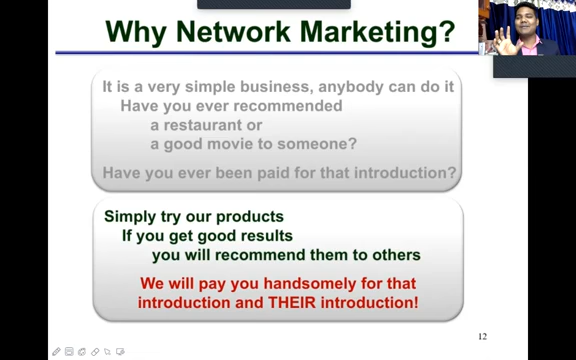 Why Network Marketing?
It is a very simple business, anybody can do it
Have you ever recommended
a restaurant or
a good movie to someone?
Have you ever been paid for that introduction?
Simply try our products
If you get good results
you will recommend them to others
We will pay you handsomely for that
introduction and THEIR introduction!
12